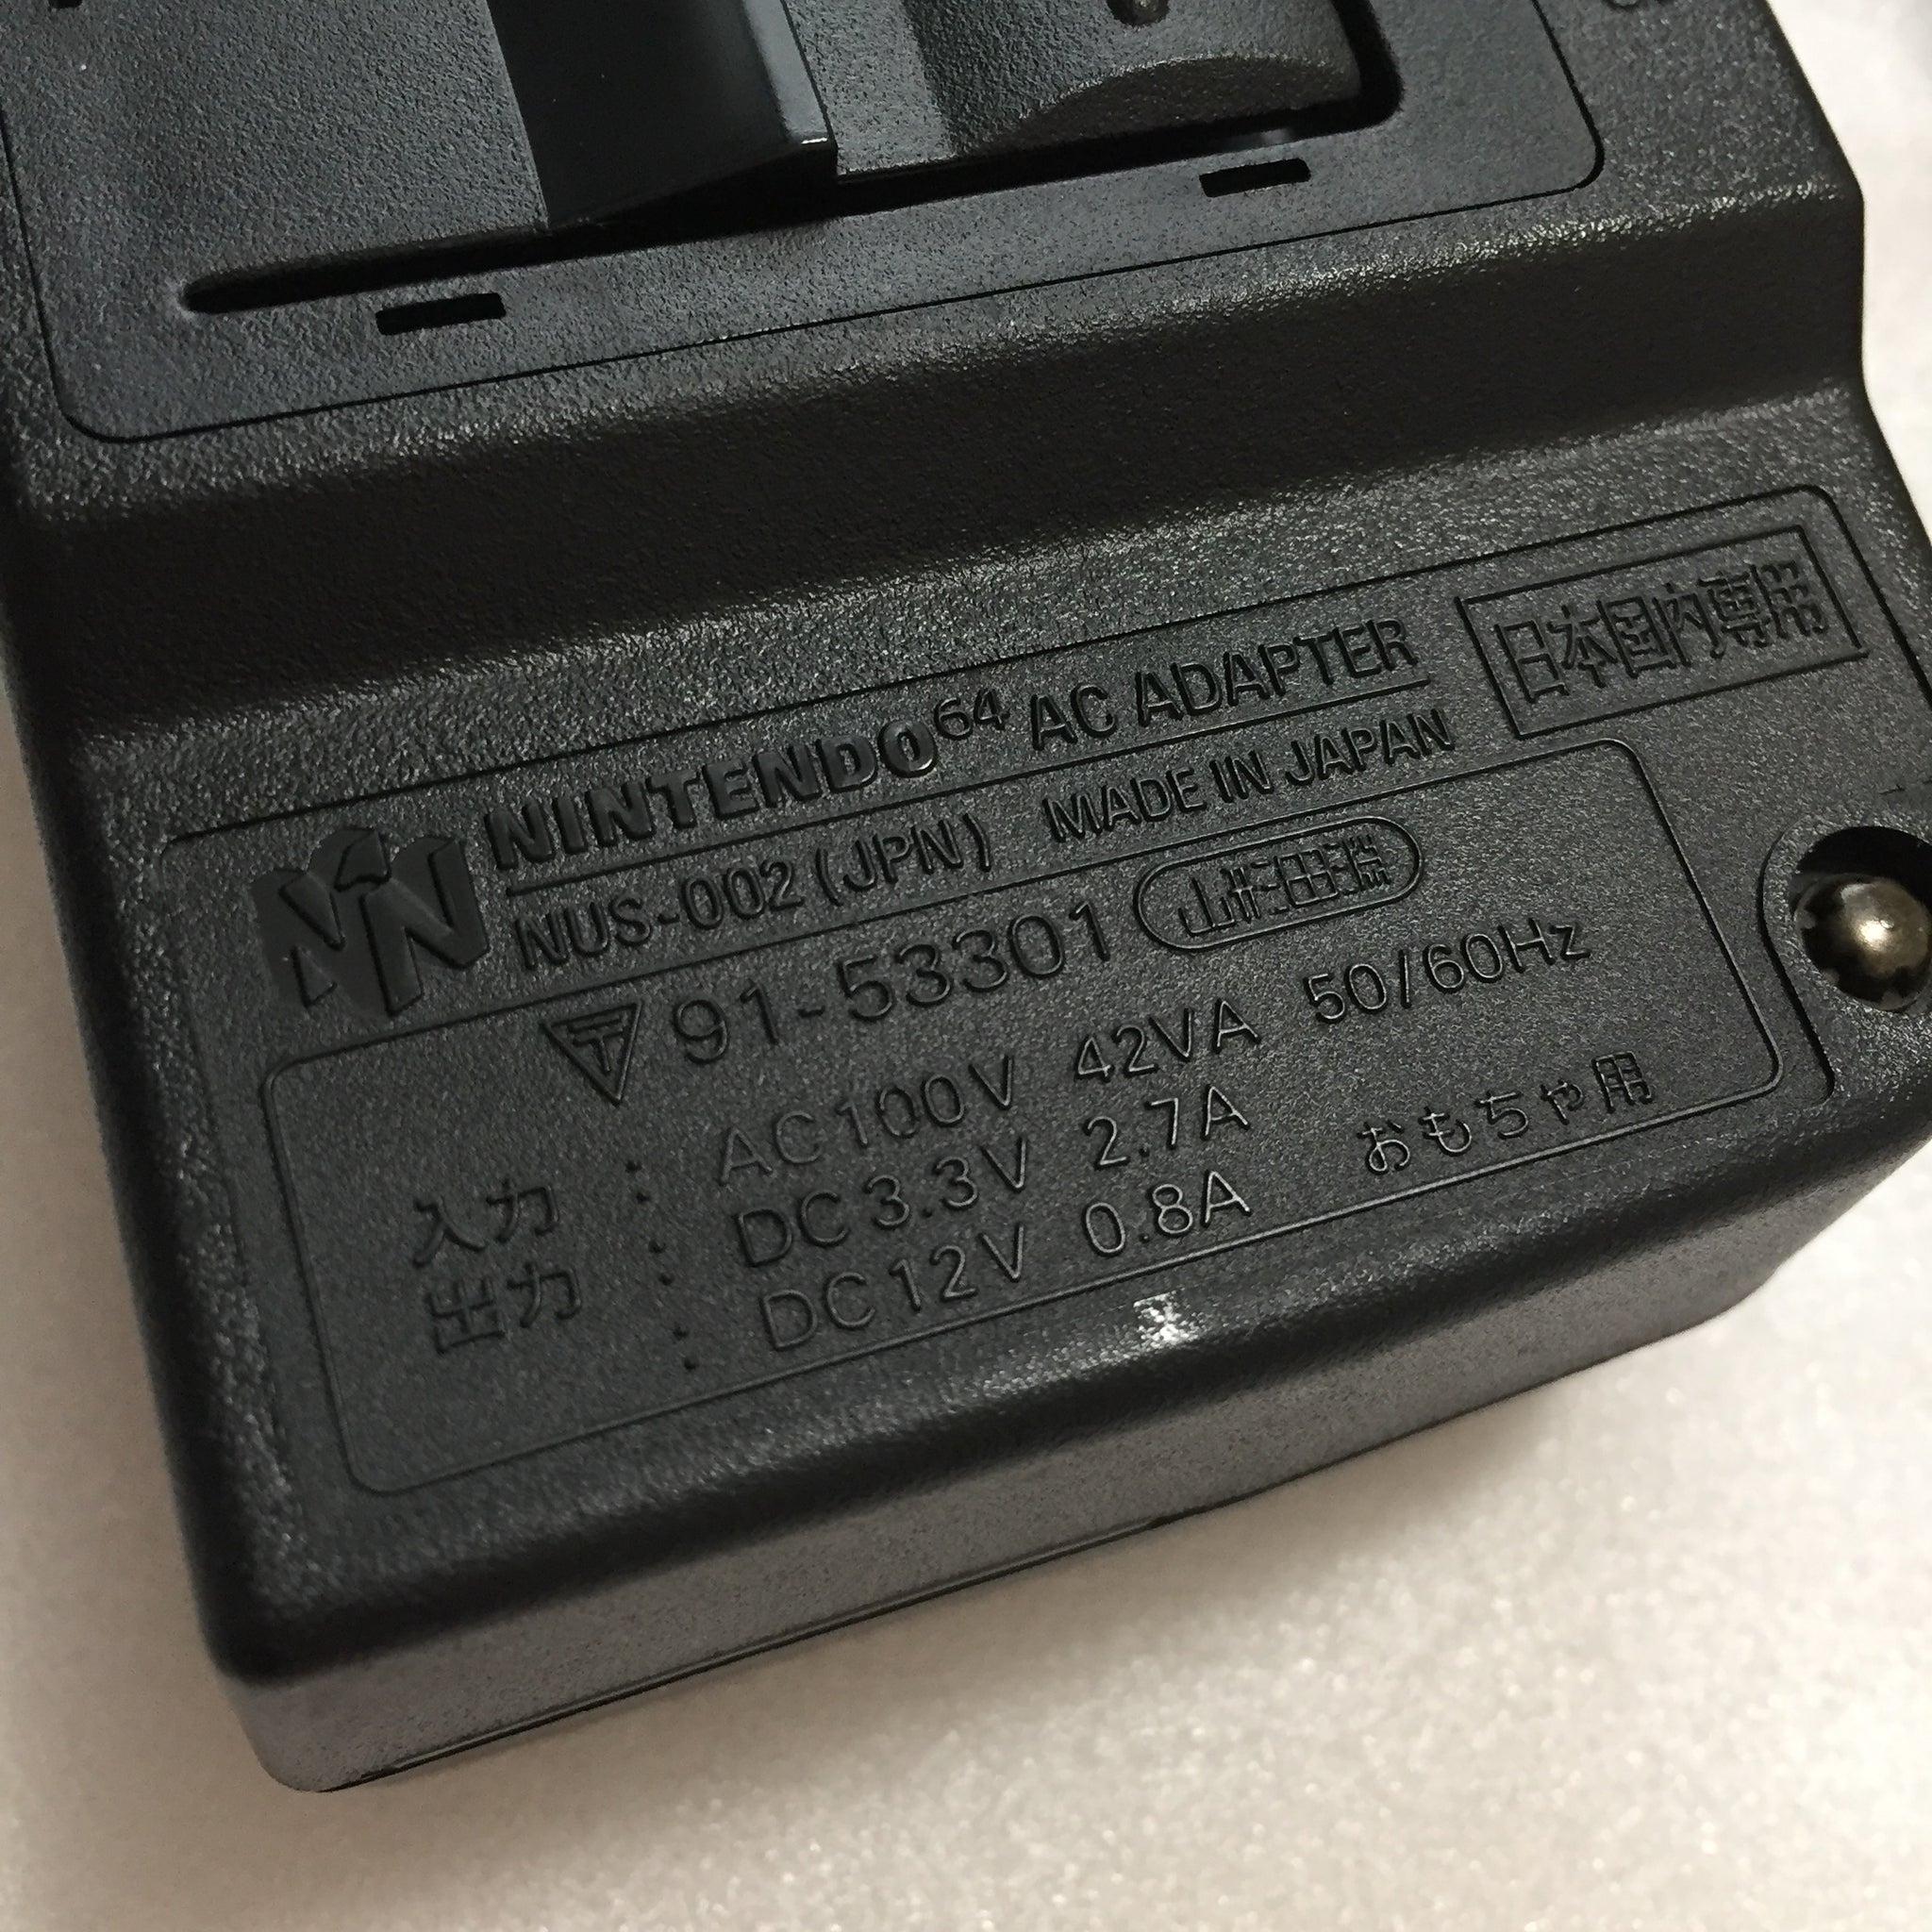 NINTENDO64 AC ADAPTER
日本国内専用
NUS-002(JPN) MADE IN JAPAN
91-53301
入力 : AC100V 42VA 50/60Hz
出力 : DC3.3V 2.7A
: DC12V 0.8A おもちゃ用